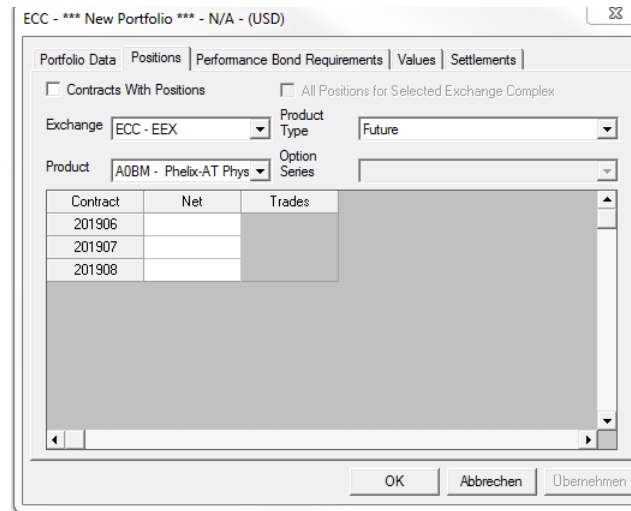 ECC - *** New Portfolio *** - N/A - (USD)
Portfolio Data Positions Performance Bond Requirements Values Settlements
Contracts With Positions All Positions for Selected Exchange Complex
Exchange ECC - EEX Product Type Future
Product A0BM - Phelix-AT Phys Option Series
Contract Net Trades
201906
201907
201908
OK Abbrechen Übernehmen